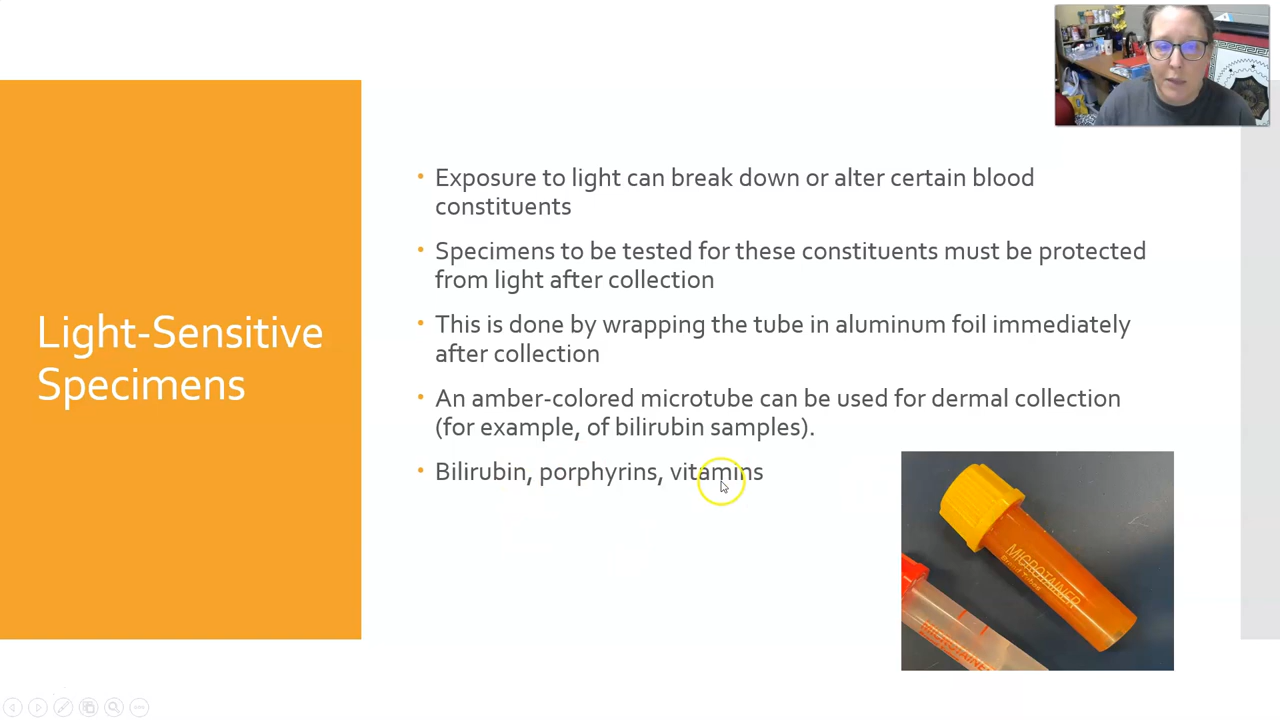 Light-Sensitive
Specimens
• Exposure to light can break down or alter certain blood
constituents
• Specimens to be tested for these constituents must be protected
from light after collection
• This is done by wrapping the tube in aluminum foil immediately
after collection
• An amber-colored microtube can be used for dermal collection
(for example, of bilirubin samples).
• Bilirubin, porphyrins, vitamins
MICROTAINER
Brand Tubes
MICROTAINER